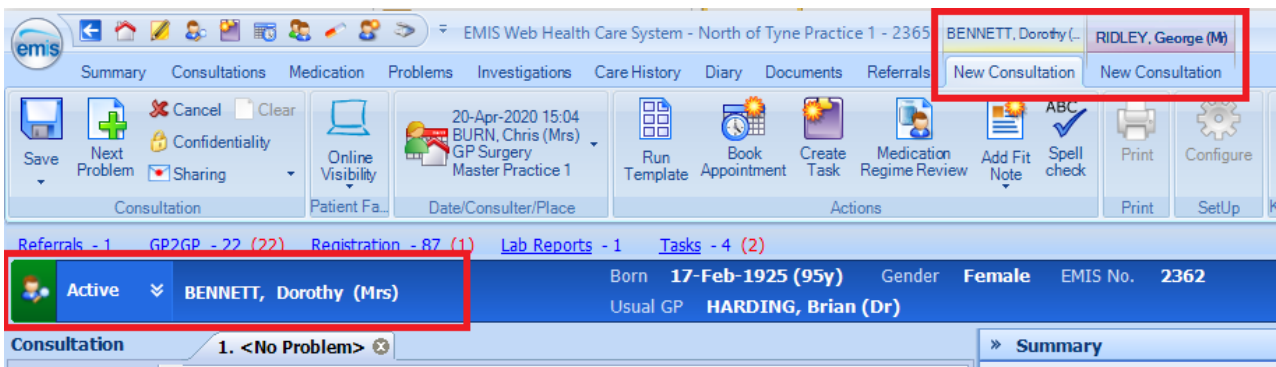 emis
EMIS Web Health Care System - North of Tyne Practice 1 - 2365
BENNETT, Dorothy (...
RIDLEY, George (Mr)
Summary Consultations Medication Problems Investigations Care History Diary Documents Referrals New Consultation New Consultation
Save
Next Problem
Cancel Clear
Confidentiality
Sharing
Online Visibility
20-Apr-2020 15:04
BURN, Chris (Mrs)
GP Surgery
Master Practice 1
Run Template
Book Appointment
Create Task
Medication Regime Review
Add Fit Note
ABC
Spell check
Print
Configure
Consultation Patient Fa... Date/Consulter/Place Actions Print SetUp K
Referrals - 1 GP2GP - 22 (22) Registration - 87 (1) Lab Reports - 1 Tasks - 4 (2)
Active BENNETT, Dorothy (Mrs)
Born 17-Feb-1925 (95y) Gender Female EMIS No. 2362
Usual GP HARDING, Brian (Dr)
Consultation 1. <No Problem> » Summary